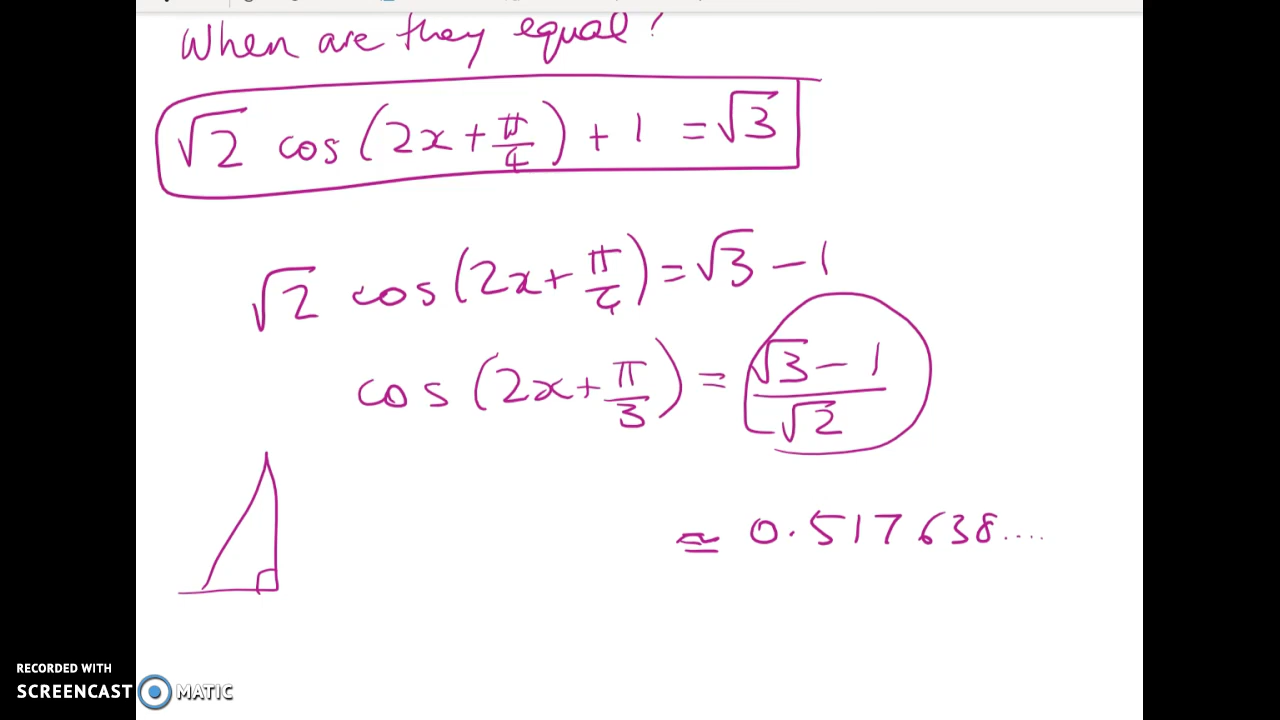 When are they equal?
√2 cos(2x+π/4)+1 =√3
√2 cos(2x+π/4)=√3-1
cos(2x+π/3)=(√3-1)/√2
≈ 0.517638....
RECORDED WITH
SCREENCAST MATIC